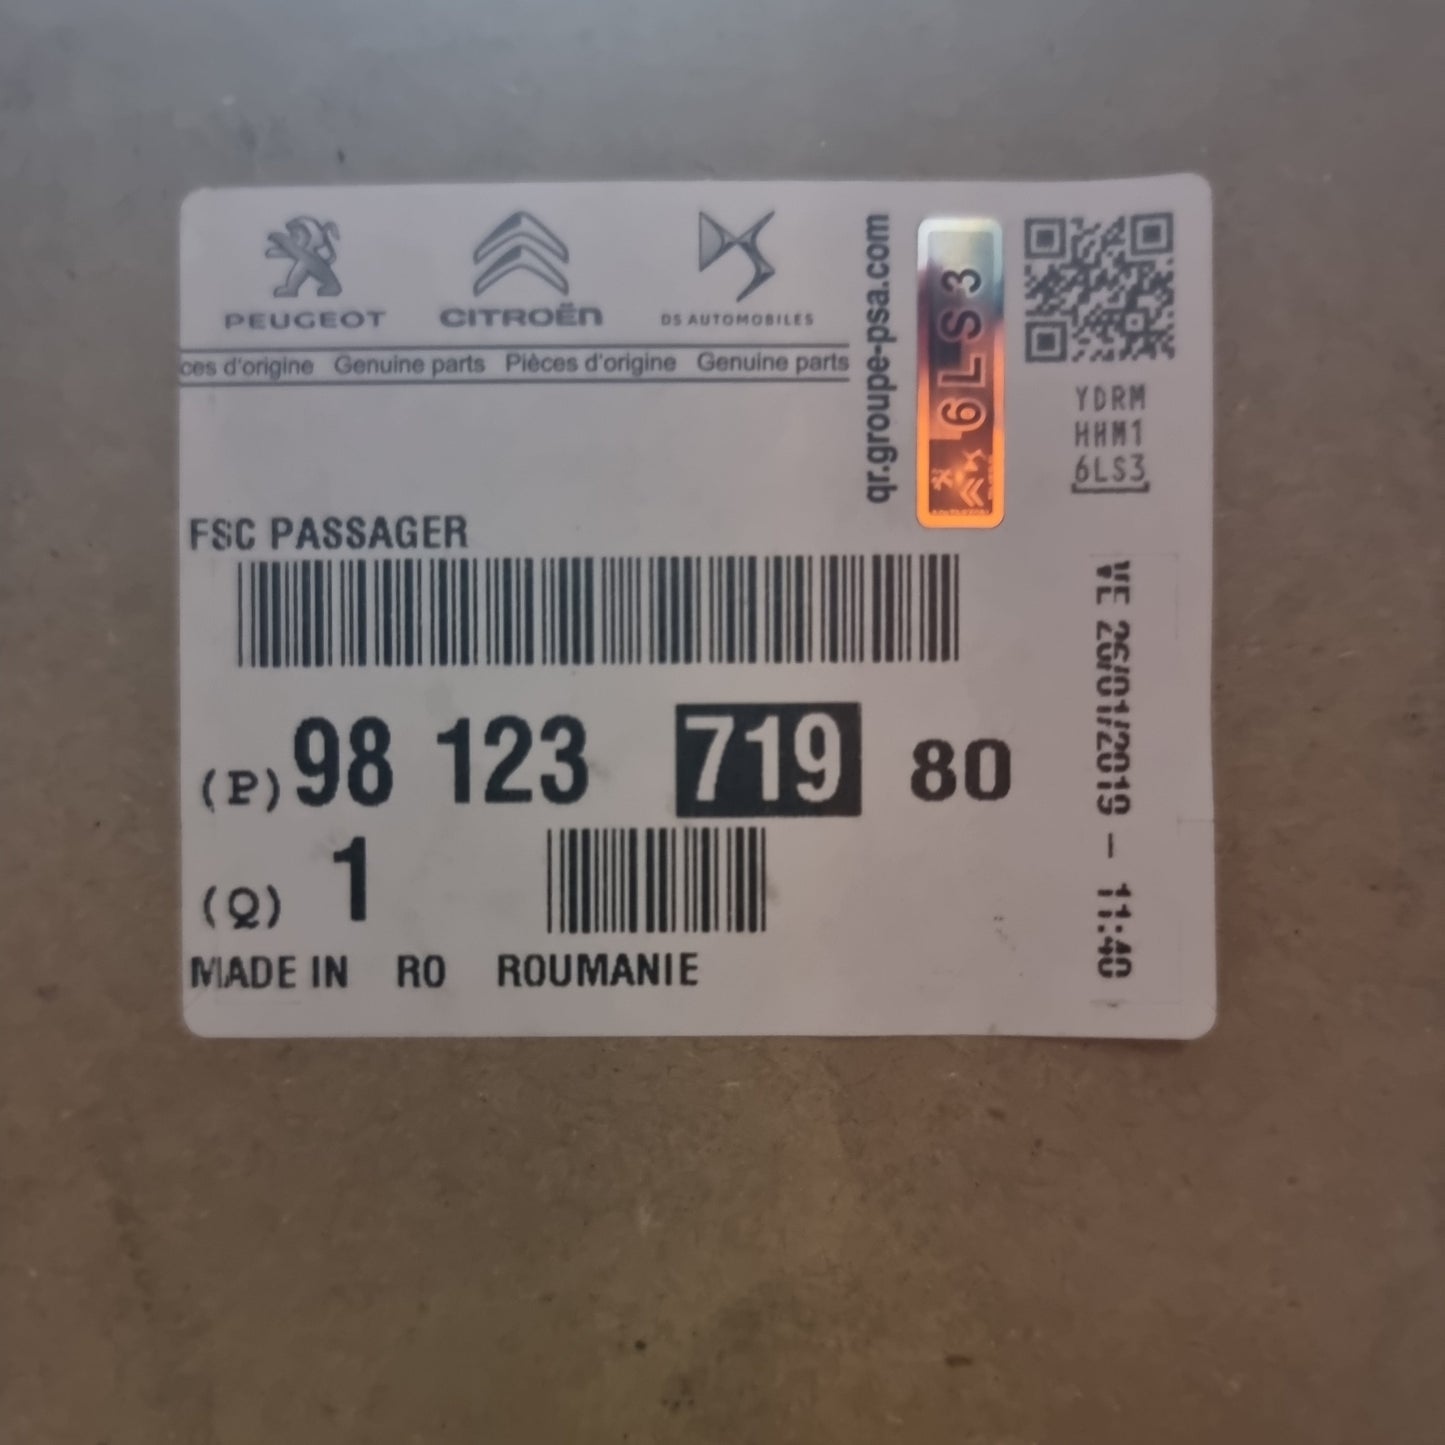 PEUGEOT CITROËN DS AUTOMOBILES
ces d'origine Genuine parts Pièces d'origine Genuine parts
qr.groupe-psa.com
6LS3
YDRM
HHM1
6LS3
FSC PASSAGER
(P) 98 123 719 80
(Q) 1
MADE IN RO ROUMANIE
VE 26/01/2019 - 11:40